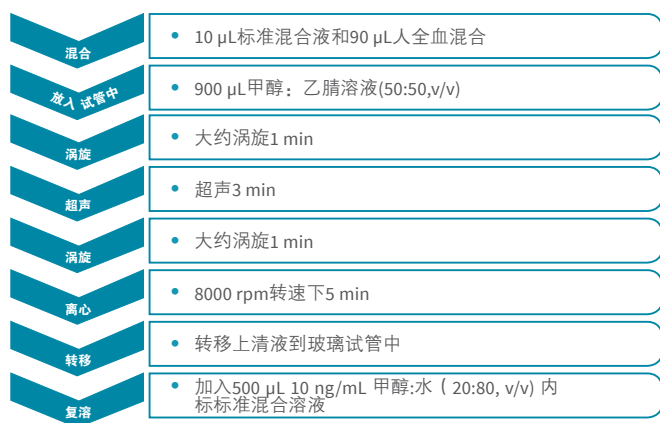 混合
• 10 μL标准混合液和90 μL人全血混合
放入 试管中
• 900 μL甲醇：乙腈溶液(50:50,v/v)
涡旋
• 大约涡旋1 min
超声
• 超声3 min
涡旋
• 大约涡旋1 min
离心
• 8000 rpm转速下5 min
转移
• 转移上清液到玻璃试管中
复溶
• 加入500 μL 10 ng/mL 甲醇:水（20:80, v/v) 内
标标准混合溶液